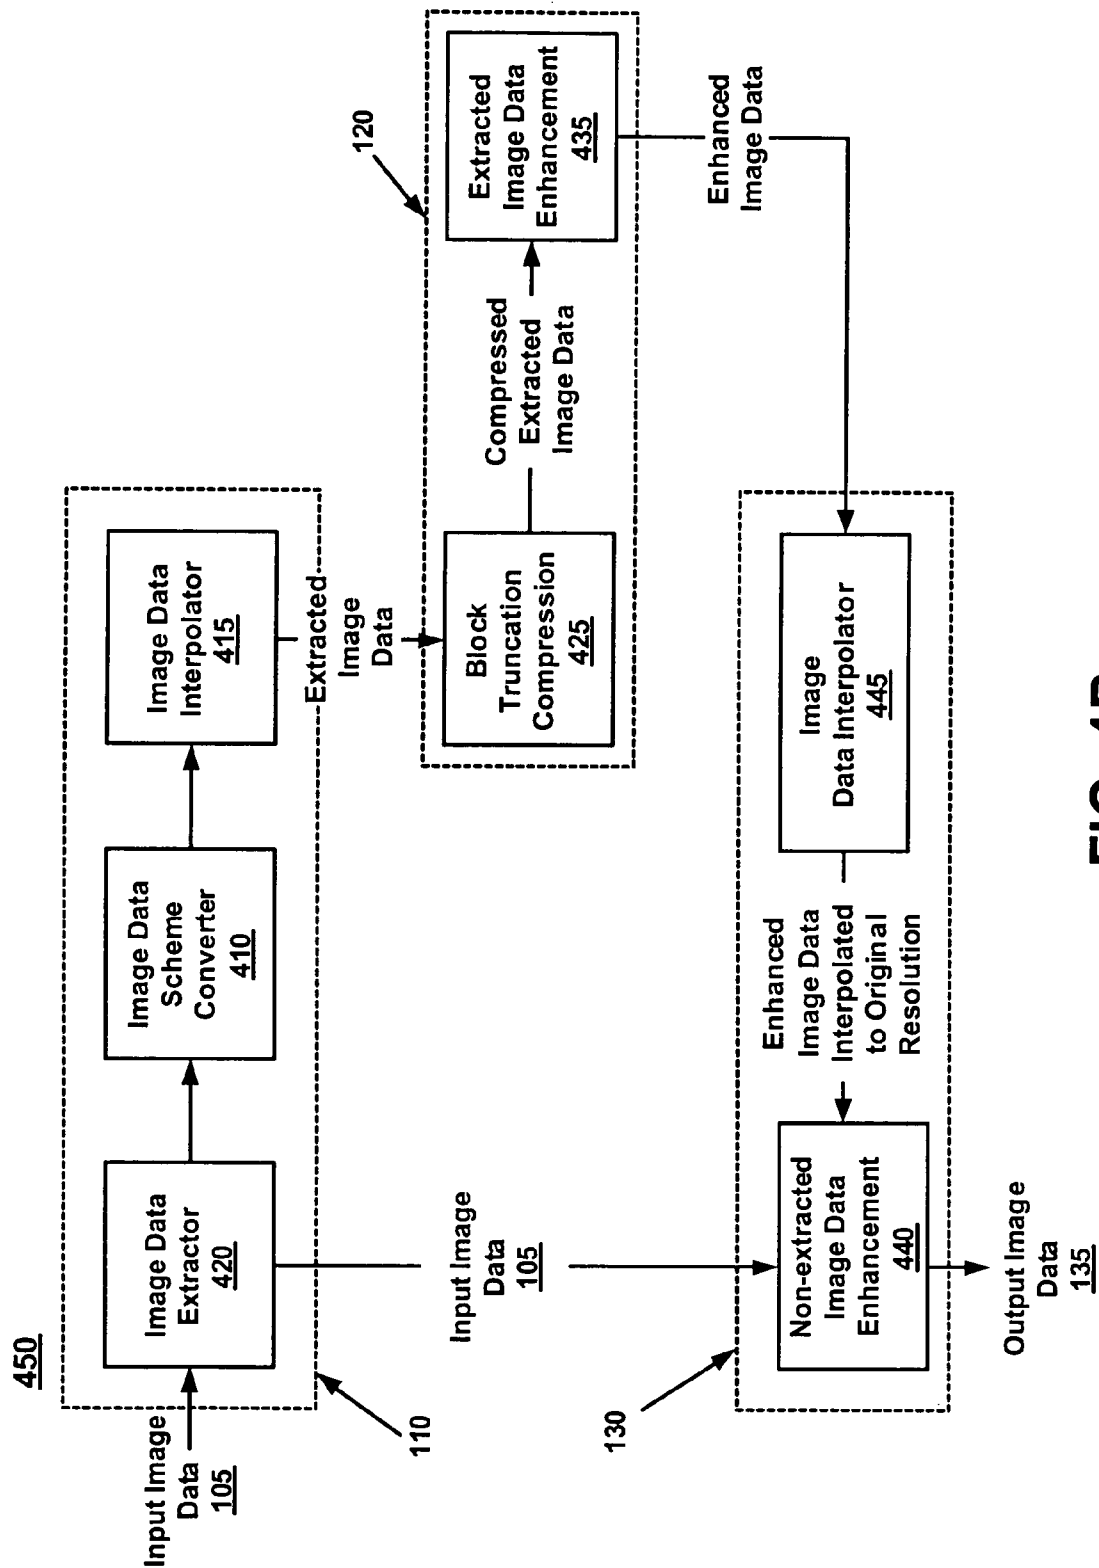 450
Input Image
Data
105
Image Data
Extractor
420
Image Data
Scheme
Converter
410
Image Data
Interpolator
415
110
Extracted
Image
Data
120
Block
Truncation
Compression
425
Compressed
Extracted
Image Data
Extracted
Image Data
Enhancement
435
Input Image
Data
105
Enhanced
Image Data
130
Non-extracted
Image Data
Enhancement
440
Enhanced
Image Data
Interpolated
to Original
Resolution
Image
Data Interpolator
445
Output Image
Data
135
FIG